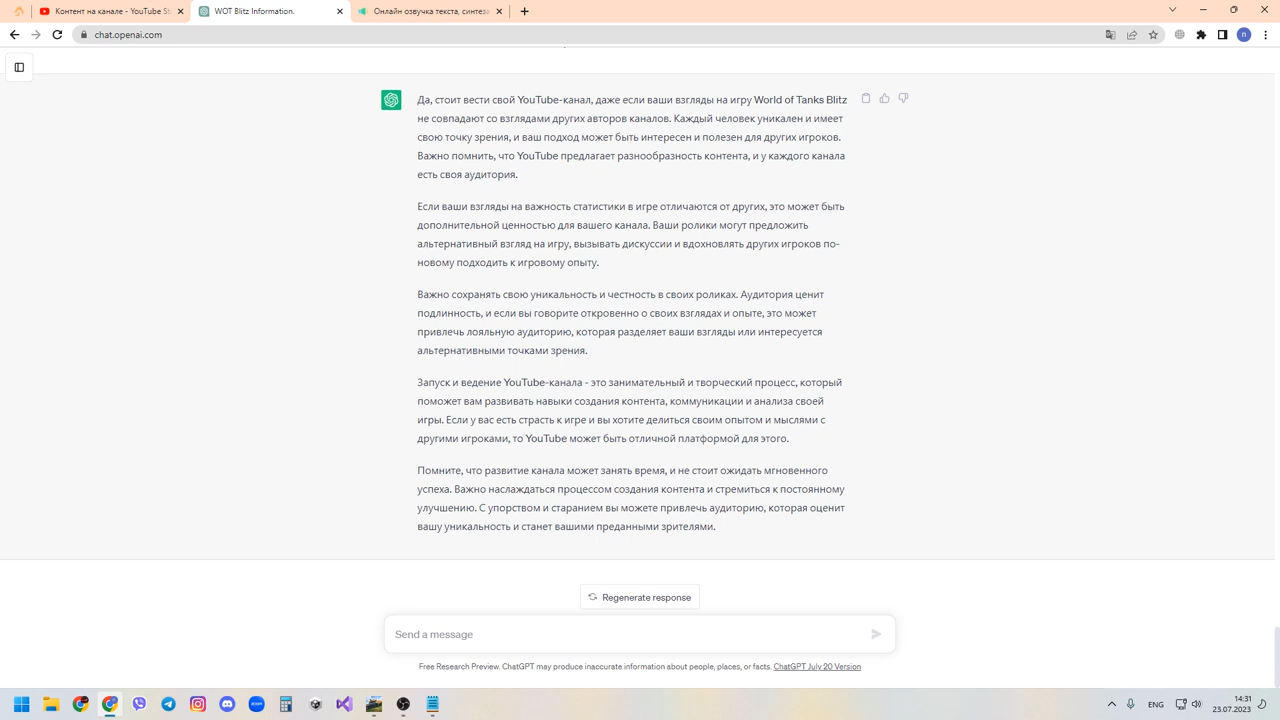 Контент на канале - YouTube St
WOT Blitz Information.
Онлайн озвучка текста, синтез
chat.openai.com
n
Да, стоит вести свой YouTube-канал, даже если ваши взгляды на игру World of Tanks Blitz
не совпадают со взглядами других авторов каналов. Каждый человек уникален и имеет
свою точку зрения, и ваш подход может быть интересен и полезен для других игроков.
Важно помнить, что YouTube предлагает разнообразность контента, и у каждого канала
есть своя аудитория.
Если ваши взгляды на важность статистики в игре отличаются от других, это может быть
дополнительной ценностью для вашего канала. Ваши ролики могут предложить
альтернативный взгляд на игру, вызывать дискуссии и вдохновлять других игроков по-
новому подходить к игровому опыту.
Важно сохранять свою уникальность и честность в своих роликах. Аудитория ценит
подлинность, и если вы говорите откровенно о своих взглядах и опыте, это может
привлечь лояльную аудиторию, которая разделяет ваши взгляды или интересуется
альтернативными точками зрения.
Запуск и ведение YouTube-канала - это занимательный и творческий процесс, который
поможет вам развивать навыки создания контента, коммуникации и анализа своей
игры. Если у вас есть страсть к игре и вы хотите делиться своим опытом и мыслями с
другими игроками, то YouTube может быть отличной платформой для этого.
Помните, что развитие канала может занять время, и не стоит ожидать мгновенного
успеха. Важно наслаждаться процессом создания контента и стремиться к постоянному
улучшению. С упорством и старанием вы можете привлечь аудиторию, которая оценит
вашу уникальность и станет вашими преданными зрителями.
Regenerate response
Send a message
Free Research Preview. ChatGPT may produce inaccurate information about people, places, or facts. ChatGPT July 20 Version
zoom
ENG
14:31
23.07.2023